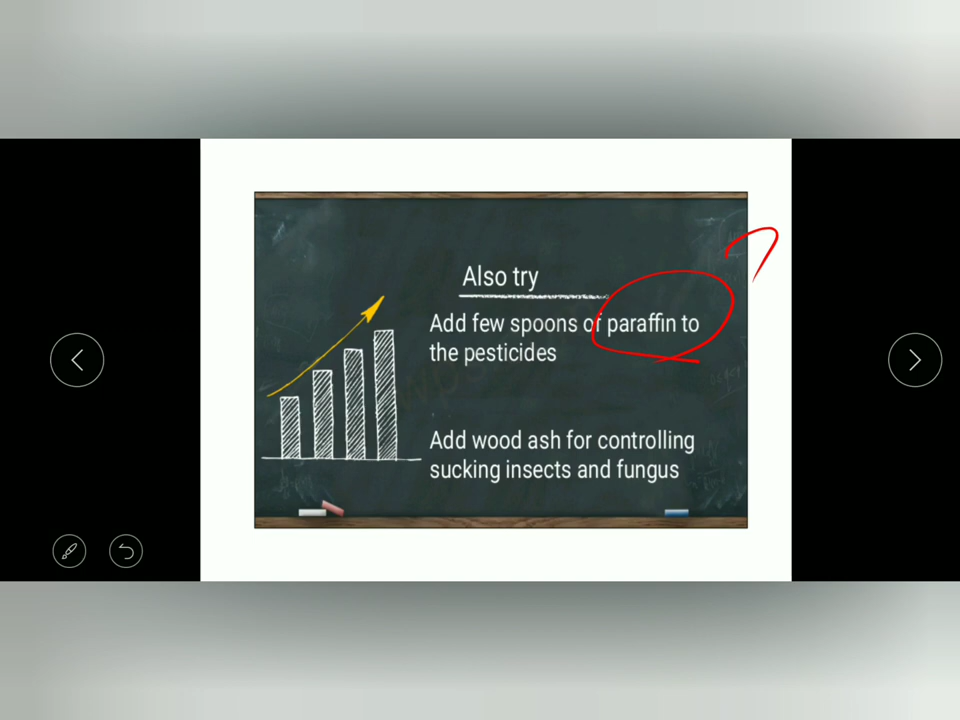 Also try
Add few spoons of paraffin to
the pesticides
Add wood ash for controlling
sucking insects and fungus